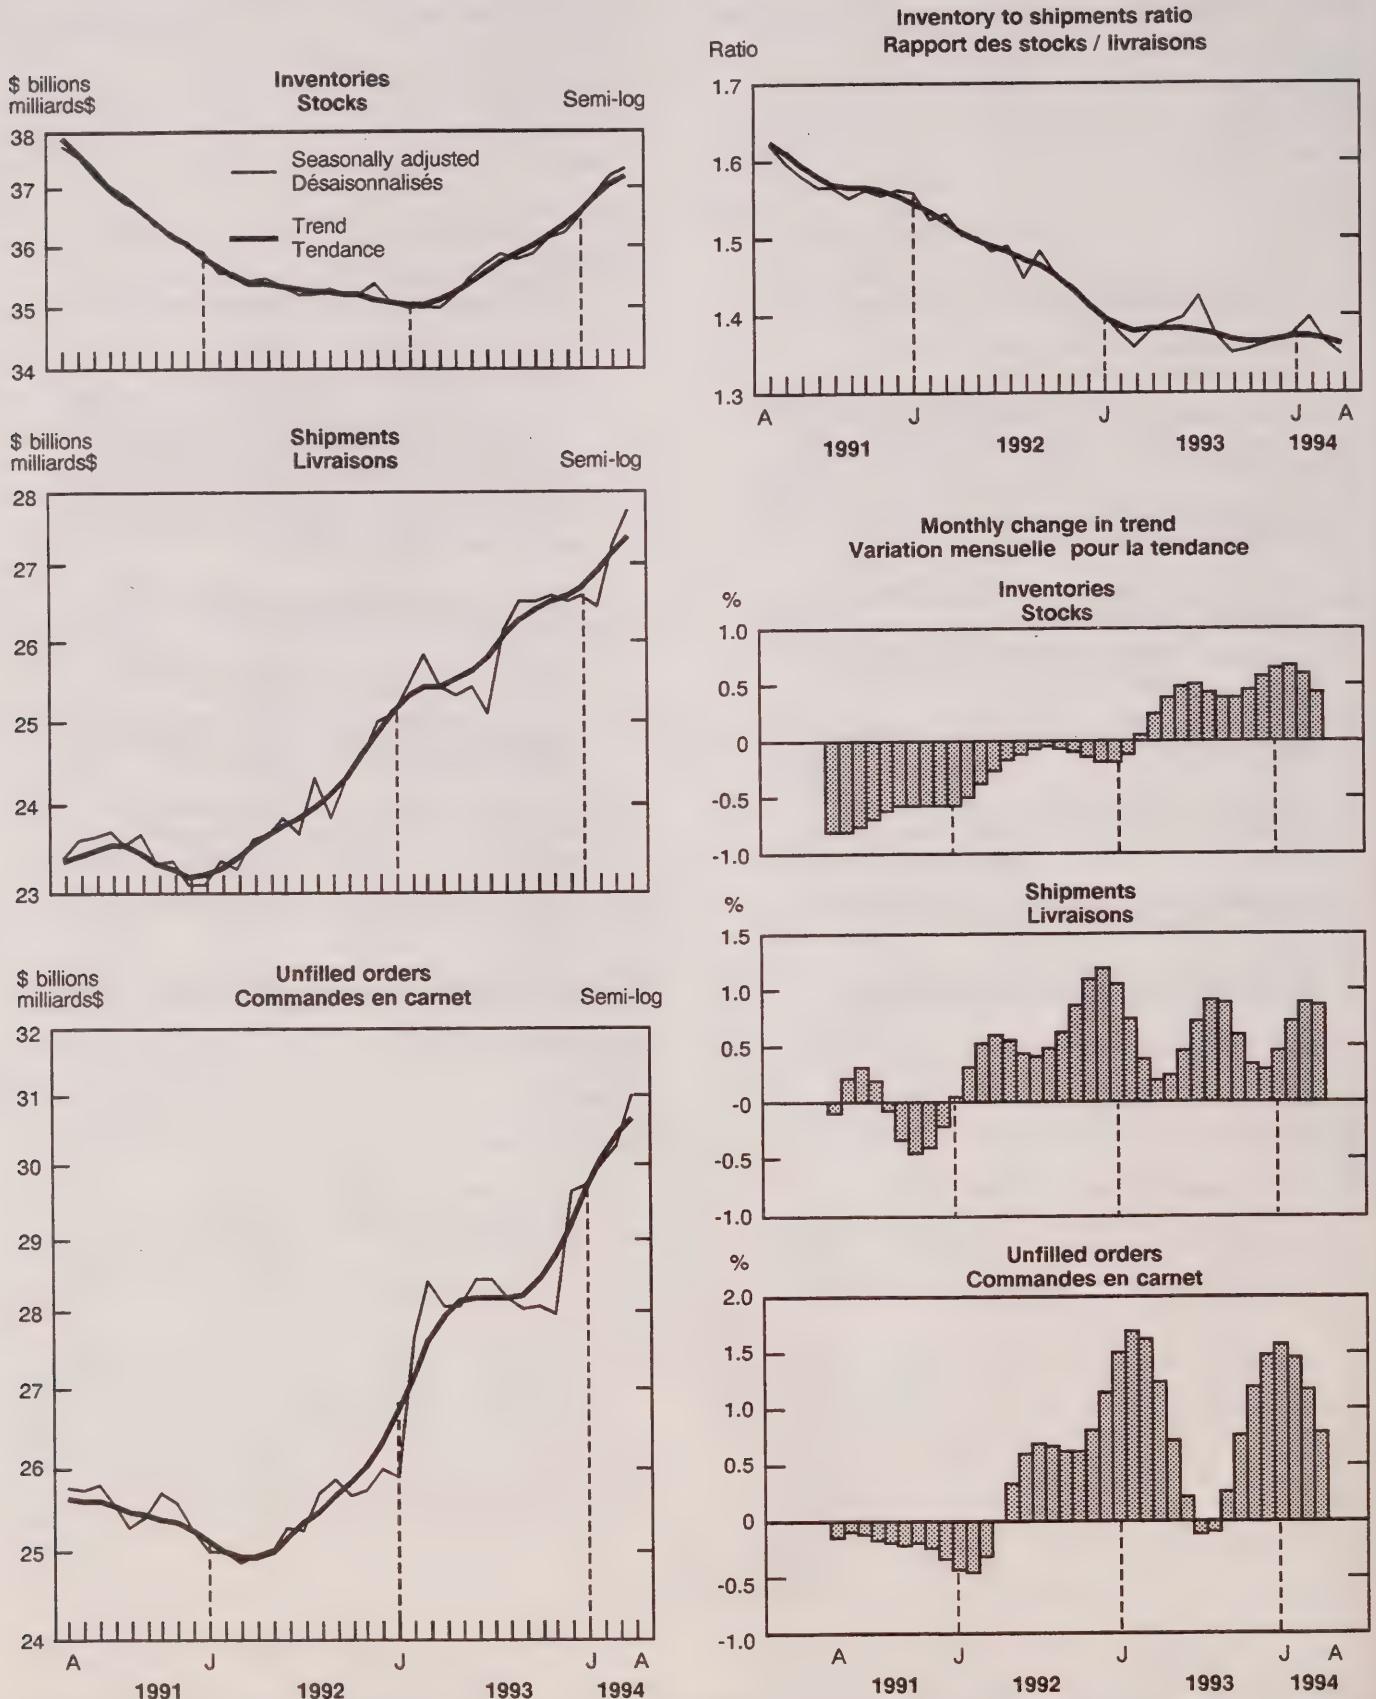 $ billions
milliards$
Inventories
Stocks
Semi-log
38
37
36
35
34
Seasonally adjusted
Désaisonnalisés
Trend
Tendance
$ billions
milliards$
Shipments
Livraisons
Semi-log
28
27
26
25
24
23
$ billions
milliards$
Unfilled orders
Commandes en carnet
Semi-log
32
31
30
29
28
27
26
25
24
A J J J A
1991 1992 1993 1994
Inventory to shipments ratio
Rapport des stocks / livraisons
Ratio
1.7
1.6
1.5
1.4
1.3
A J J J A
1991 1992 1993 1994
Monthly change in trend
Variation mensuelle pour la tendance
Inventories
Stocks
%
1.0
0.5
0
-0.5
-1.0
Shipments
Livraisons
%
1.5
1.0
0.5
-0
-0.5
-1.0
Unfilled orders
Commandes en carnet
%
2.0
1.5
1.0
0.5
0
-0.5
-1.0
A J J J A
1991 1992 1993 1994